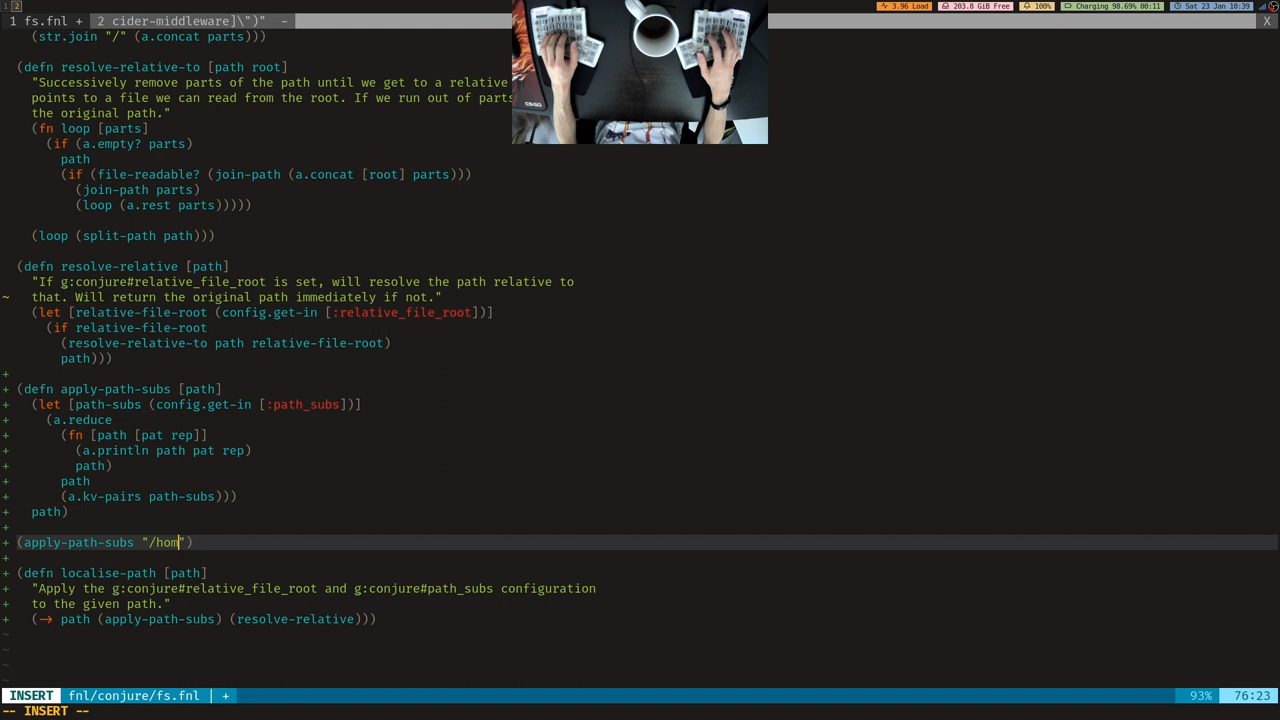 1 2 3.96 Load 203.8 GiB Free 100% Charging 98.69% 00:11 Sat 23 Jan 10:39
1 fs.fnl + 2 cider-middleware]\")" - X
(str.join "/" (a.concat parts)))
(defn resolve-relative-to [path root]
"Successively remove parts of the path until we get to a relative
points to a file we can read from the root. If we run out of parts
the original path."
(fn loop [parts]
(if (a.empty? parts)
path
(if (file-readable? (join-path (a.concat [root] parts)))
(join-path parts)
(loop (a.rest parts)))))
(loop (split-path path)))
(defn resolve-relative [path]
"If g:conjure#relative_file_root is set, will resolve the path relative to
~ that. Will return the original path immediately if not."
(let [relative-file-root (config.get-in [:relative_file_root])]
(if relative-file-root
(resolve-relative-to path relative-file-root)
path)))
+
+ (defn apply-path-subs [path]
+ (let [path-subs (config.get-in [:path_subs])]
+ (a.reduce
+ (fn [path [pat rep]]
+ (a.println path pat rep)
+ path)
+ path
+ (a.kv-pairs path-subs)))
+ path)
+
+ (apply-path-subs "/hom")
+
+ (defn localise-path [path]
+ "Apply the g:conjure#relative_file_root and g:conjure#path_subs configuration
+ to the given path."
+ (-> path (apply-path-subs) (resolve-relative)))
~
~
~
~
INSERT fnl/conjure/fs.fnl | + 93% 76:23
-- INSERT --